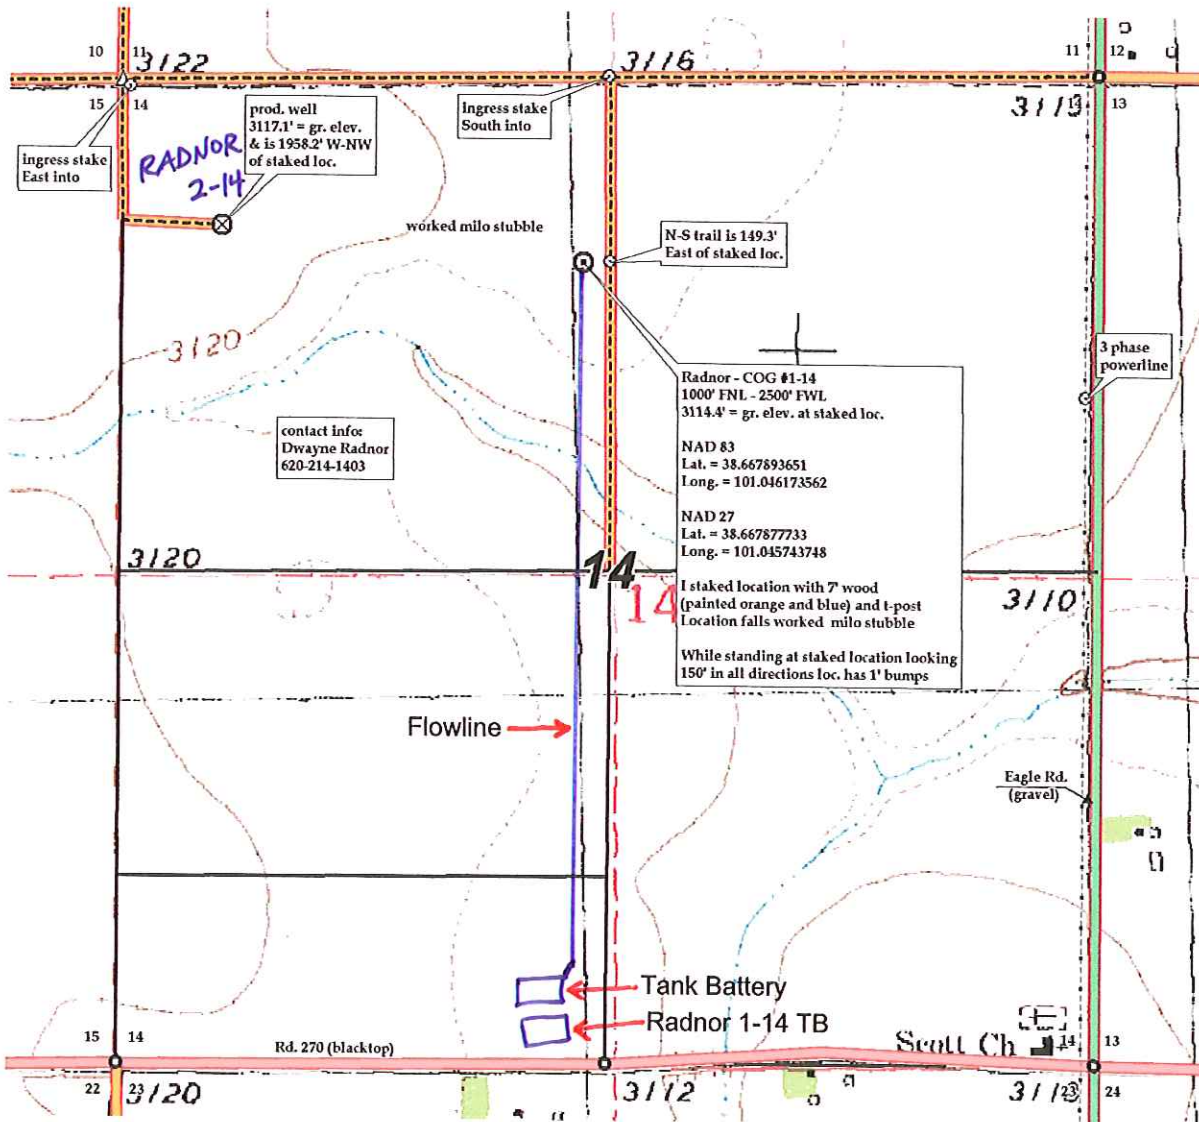 10
11
3122
3116
11
12
15
14
3113
13
prod. well
3117.1' = gr. elev.
& is 1958.2' W-NW
of staked loc.
Ingress stake
South into
ingress stake
East into
RADNOR
2-14
worked milo stubble
N-S trail is 149.3'
East of staked loc.
3120
3 phase
powerline
Radnor - COG #1-14
1000' FNL - 2500' FWL
3114.4' = gr. elev. at staked loc.
NAD 83
Lat. = 38.667893651
Long. = 101.046173562
NAD 27
Lat. = 38.667877733
Long. = 101.045743748
I staked location with 7' wood
(painted orange and blue) and t-post
Location falls worked milo stubble
While standing at staked location looking
150' in all directions loc. has 1' bumps
contact info:
Dwayne Radnor
620-214-1403
3120
14
14
3110
Flowline
Eagle Rd.
(gravel)
Tank Battery
Radnor 1-14 TB
Scott Ch
15
14
Rd. 270 (blacktop)
14
13
22
23
3120
3112
3113
23
24